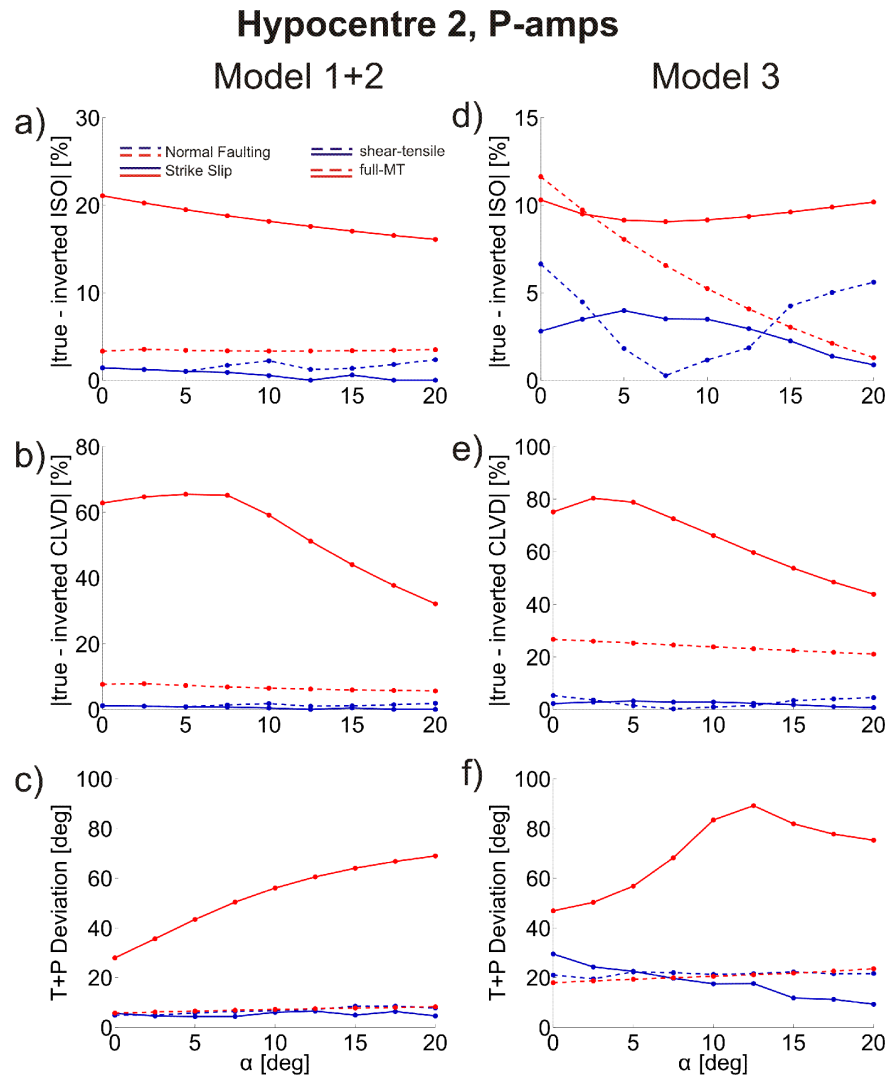 Hypocentre 2, P-amps
Model 1+2
Model 3
a)
|true - inverted ISO| [%]
30
20
10
0
0 5 10 15 20
Normal Faulting
Strike Slip
shear-tensile
full-MT
d)
|true - inverted ISO| [%]
15
10
5
0
0 5 10 15 20
b)
|true - inverted CLVD| [%]
80
60
40
20
0
0 5 10 15 20
e)
|true - inverted CLVD| [%]
100
80
60
40
20
0
0 5 10 15 20
c)
T+P Deviation [deg]
100
80
60
40
20
0
0 5 10 15 20
α [deg]
f)
T+P Deviation [deg]
100
80
60
40
20
0
0 5 10 15 20
α [deg]